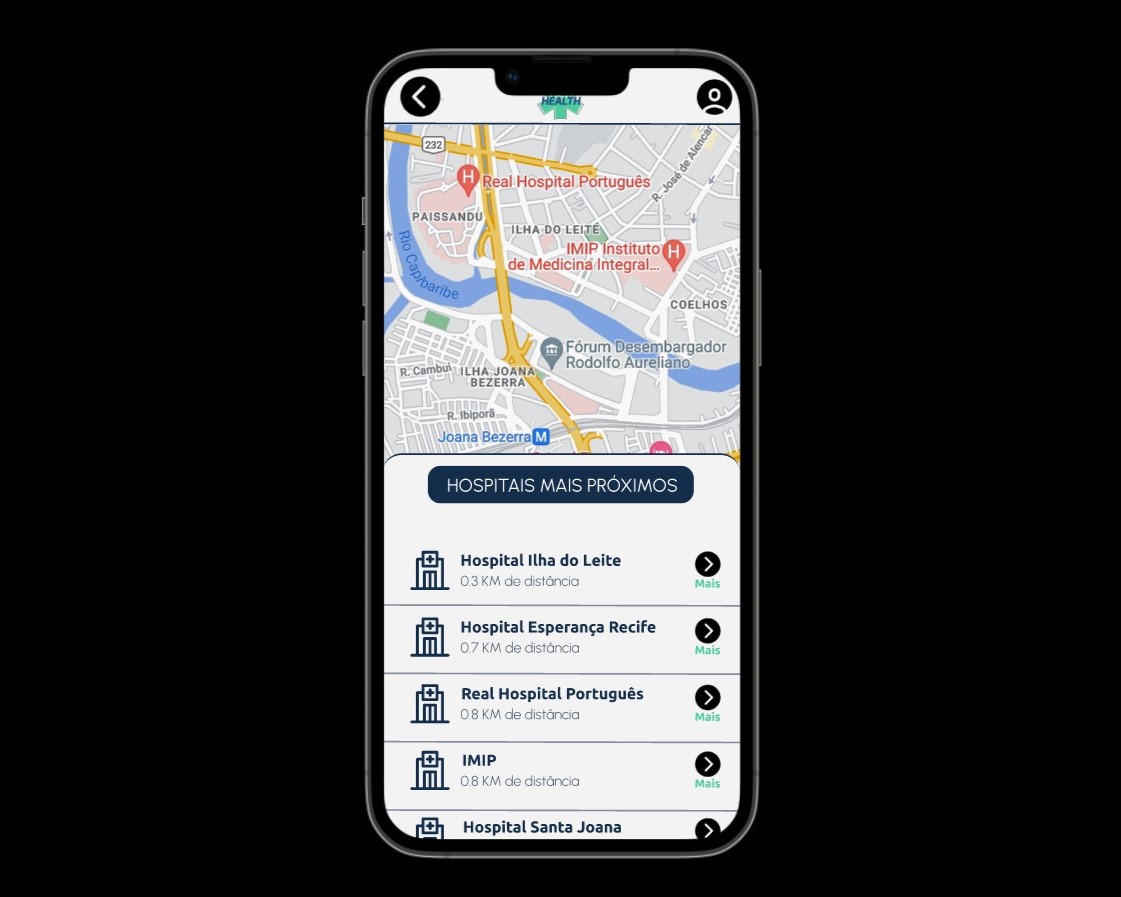 HEALTH
232
R. José de Alencar
Real Hospital Português
PAISSANDU
ILHA DO LEITE
IMIP Instituto
de Medicina Integral...
Rio Capibaribe
COELHOS
Fórum Desembargador
Rodolfo Aureliano
R. Cambui
ILHA JOANA
BEZERRA
R. Ibiporã
Joana Bezerra M
HOSPITAIS MAIS PRÓXIMOS
Hospital Ilha do Leite
0.3 KM de distância
Mais
Hospital Esperança Recife
0.7 KM de distância
Mais
Real Hospital Português
0.8 KM de distância
Mais
IMIP
0.8 KM de distância
Mais
Hospital Santa Joana